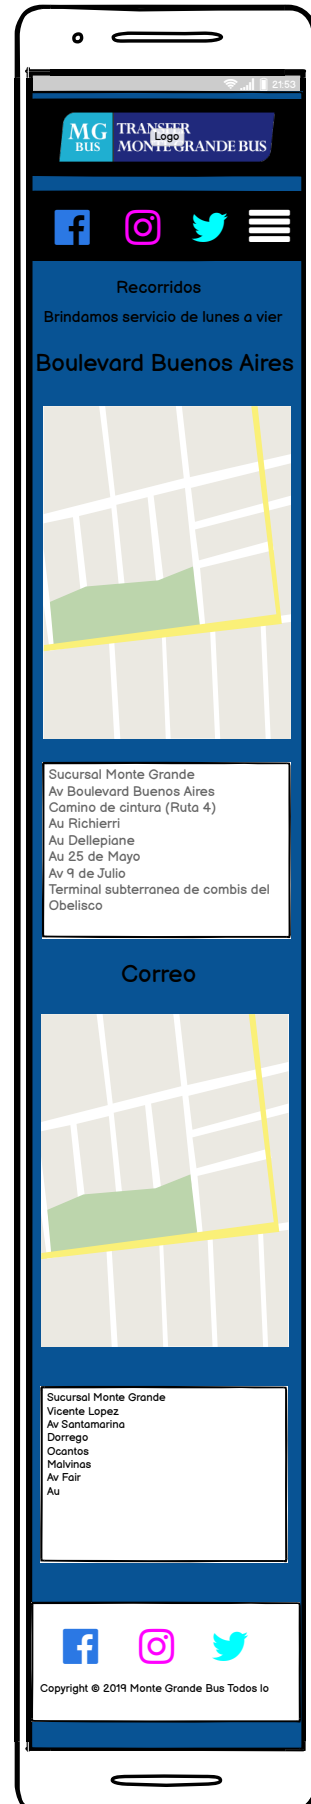 21:53
MG
BUS
TRANSFER
MONTE GRANDE BUS
Logo
Recorridos
Brindamos servicio de lunes a vier
Boulevard Buenos Aires
Sucursal Monte Grande
Av Boulevard Buenos Aires
Camino de cintura (Ruta 4)
Au Richierri
Au Dellepiane
Au 25 de Mayo
Av 9 de Julio
Terminal subterranea de combis del
Obelisco
Correo
Sucursal Monte Grande
Vicente Lopez
Av Santamarina
Dorrego
Ocantos
Malvinas
Av Fair
Au
Copyright © 2019 Monte Grande Bus Todos lo